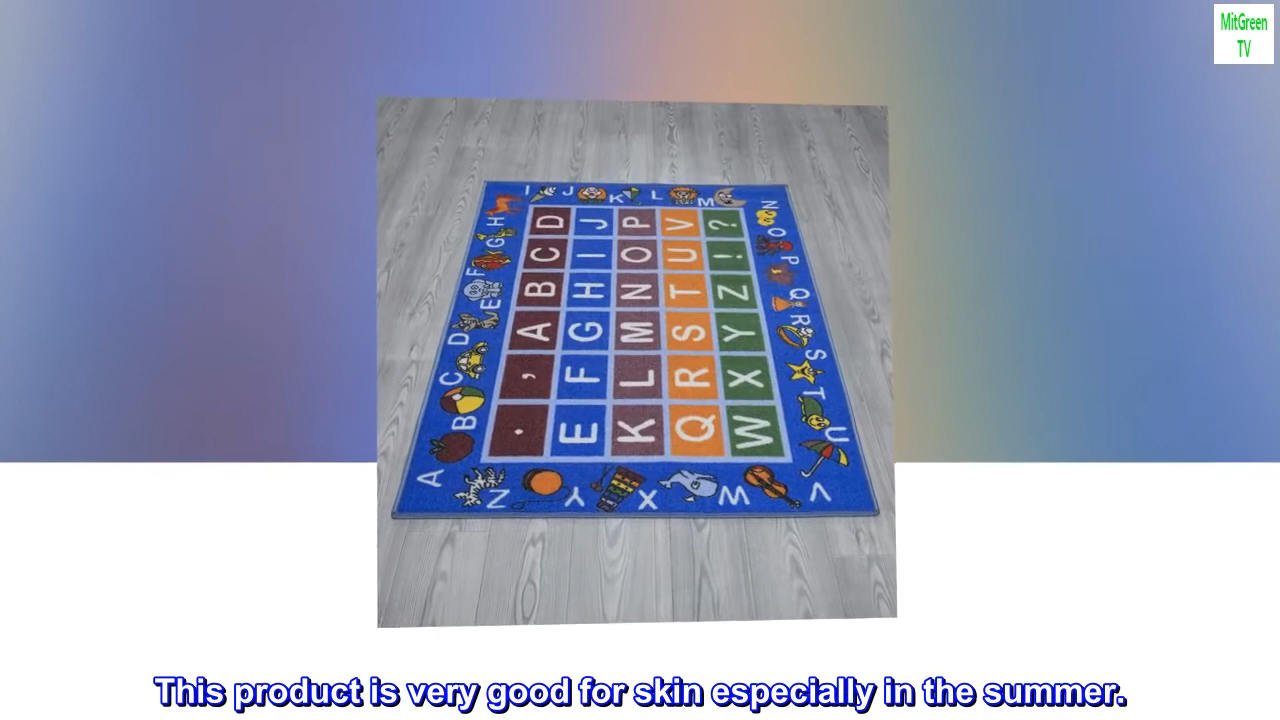 MitGreen
TV
I J K L M
H G F E D C B A
N O P Q R S T U
D J P V ?
C I O U !
B H N T Z
A G M S Y
, F L R X
. E K Q W
Z Y X W V
This product is very good for skin especially in the summer.